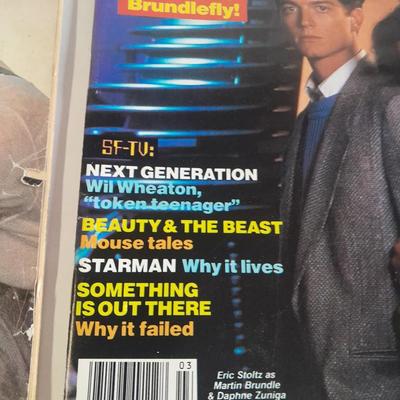 Brundlefly!
SF-TV:
NEXT GENERATION
Wil Wheaton,
"token teenager"
BEAUTY & THE BEAST
Mouse tales
STARMAN Why it lives
SOMETHING
IS OUT THERE
Why it failed
03
Eric Stoltz as
Martin Brundle
& Daphne Zuniga